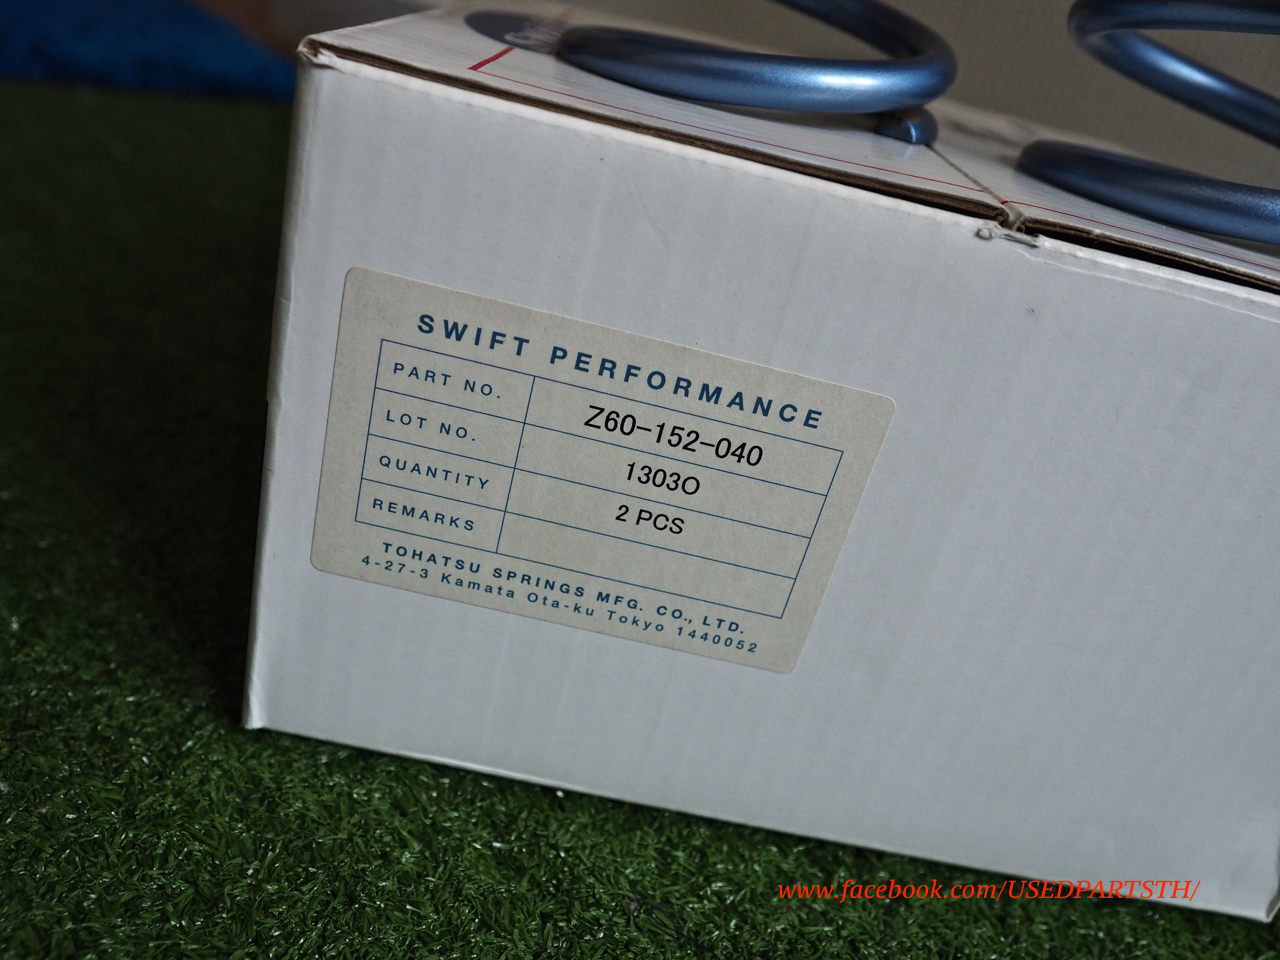 SWIFT PERFORMANCE
PART NO. Z60-152-040
LOT NO. 1303O
QUANTITY 2 PCS
REMARKS
TOHATSU SPRINGS MFG. CO., LTD.
4-27-3 Kamata Ota-ku Tokyo 1440052
www.facebook.com/USEDPARTSTH/